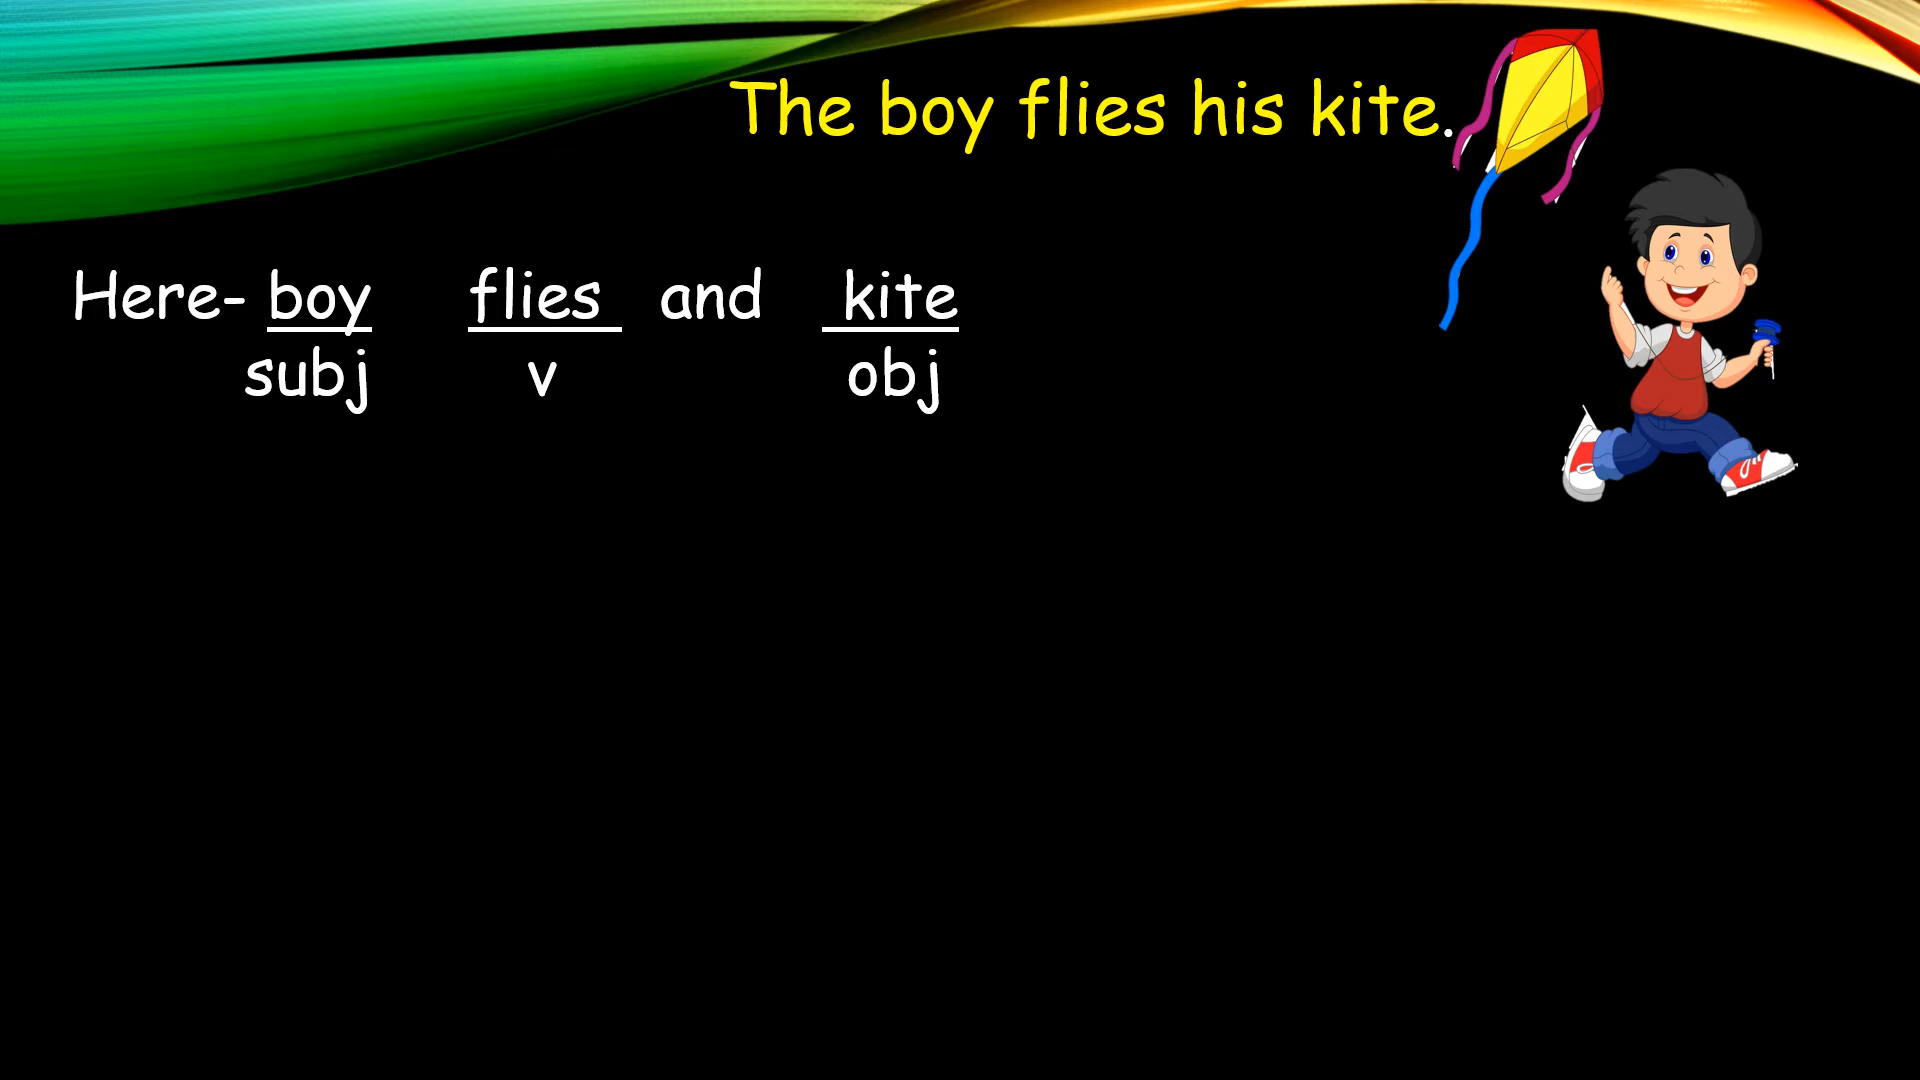 The boy flies his kite.
Here- boy flies and kite
subj v obj